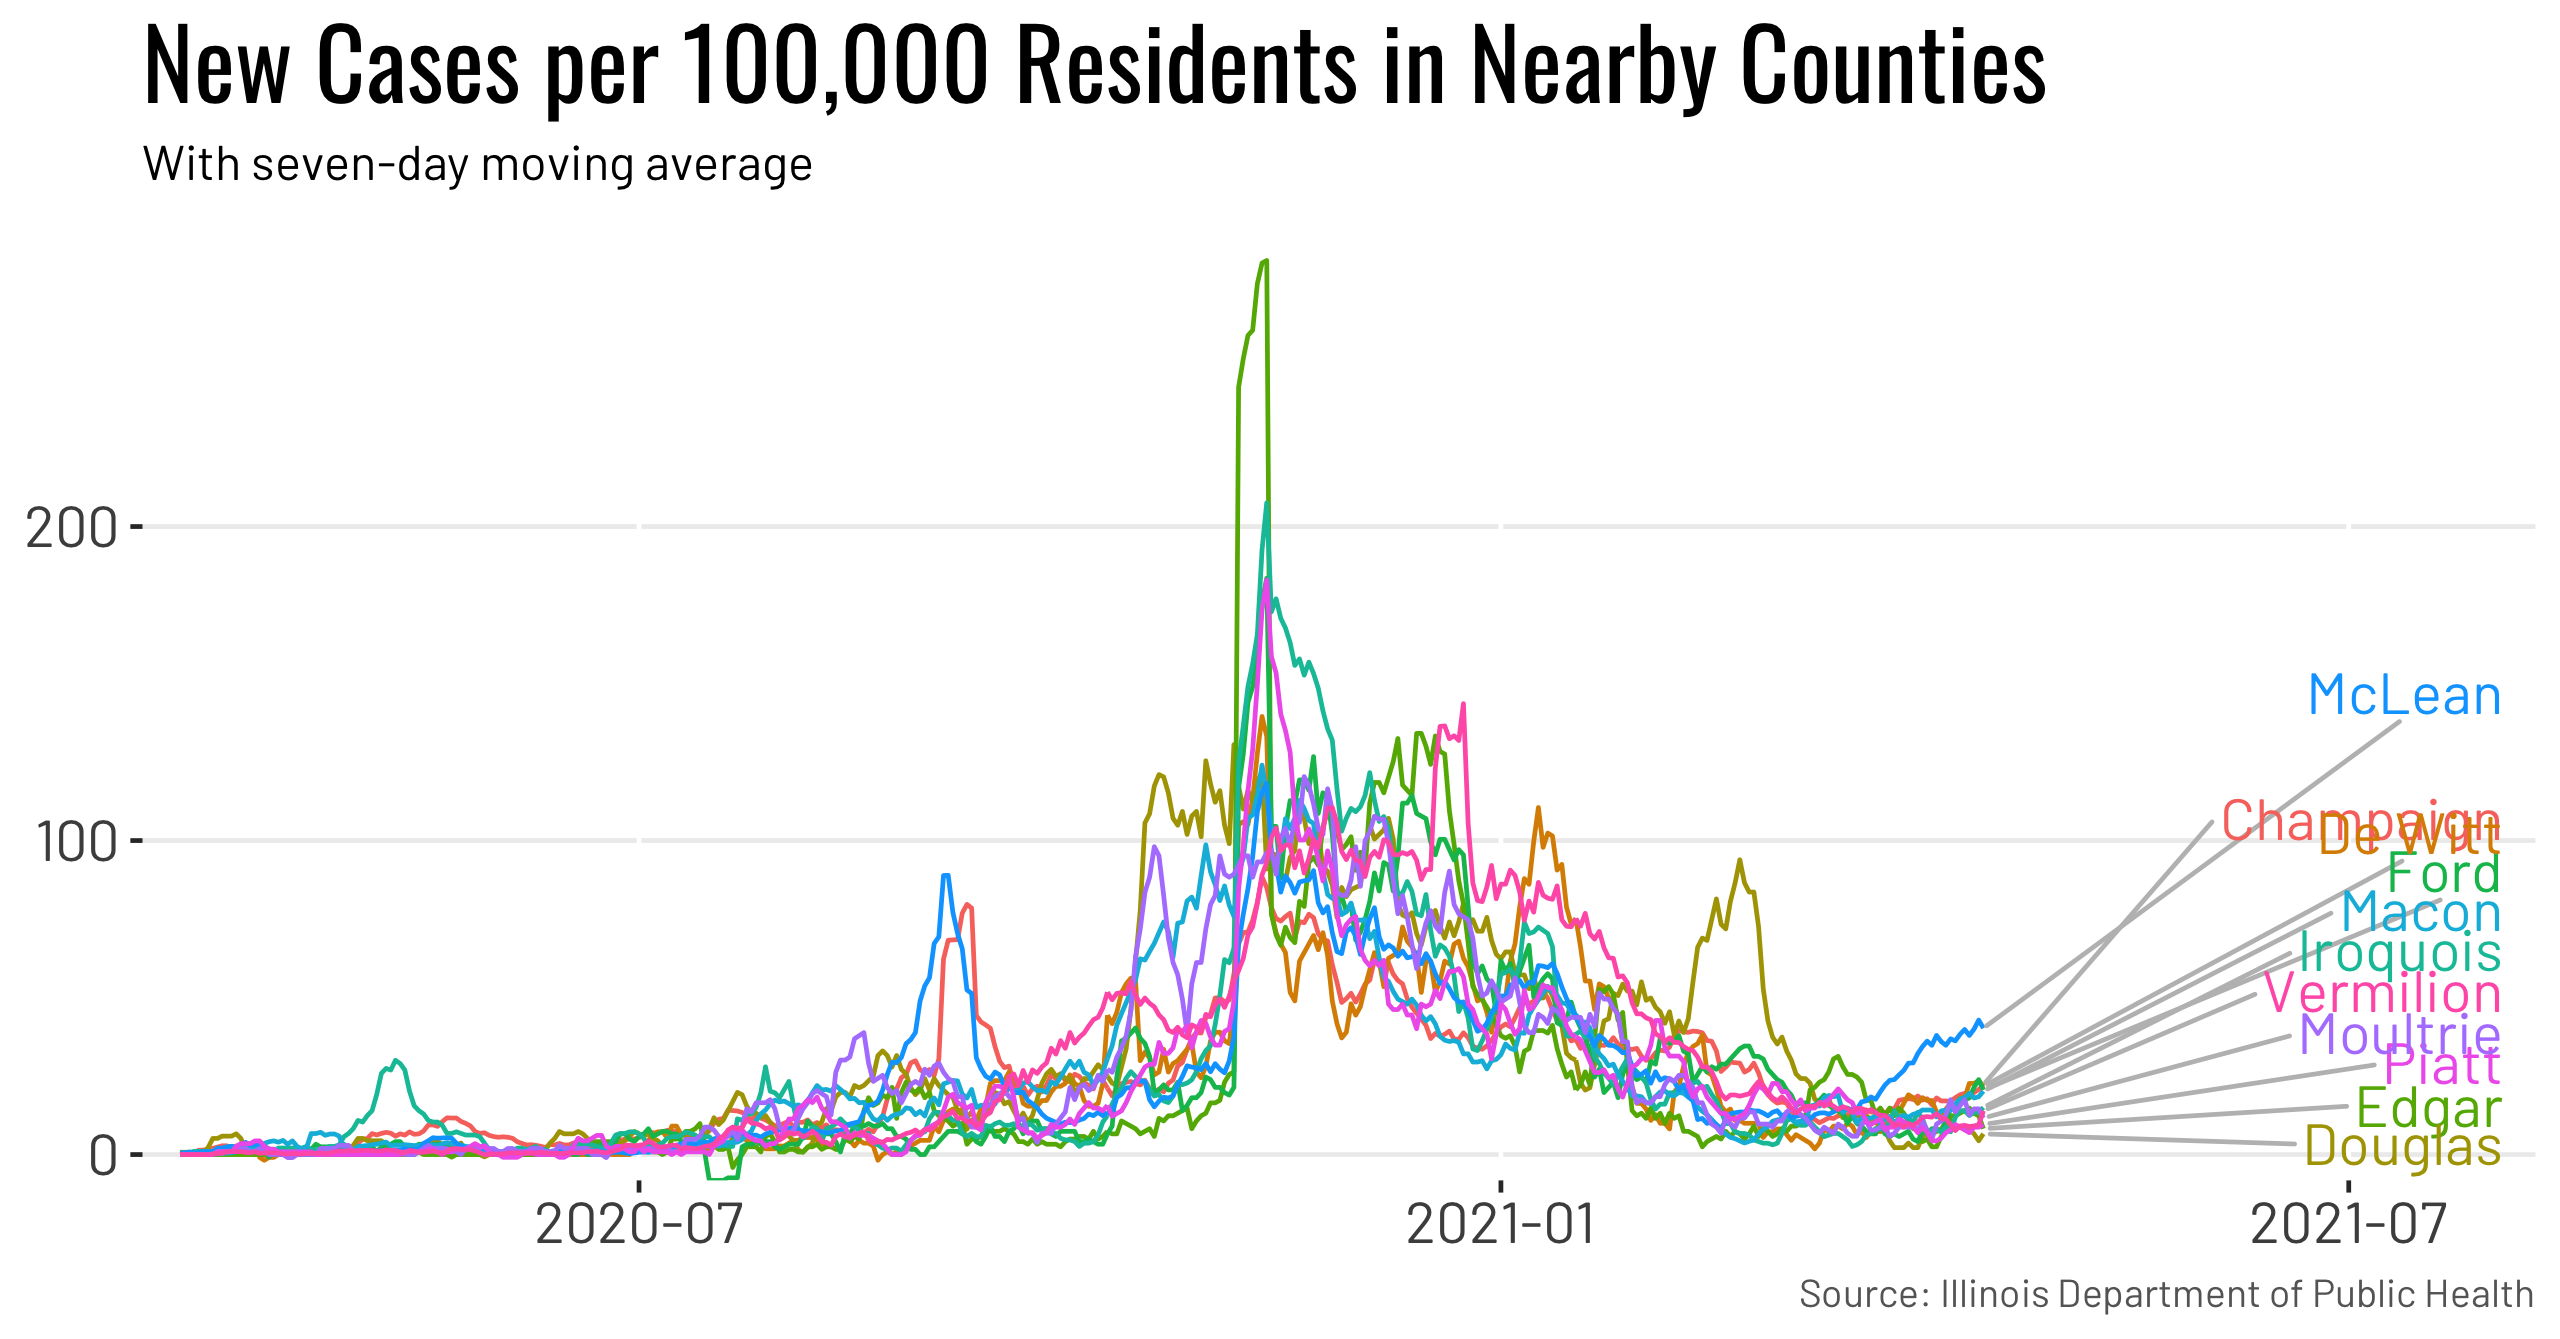 New Cases per 100,000 Residents in Nearby Counties
With seven-day moving average
200
100
0
McLean
Champaign
De Witt
Ford
Macon
Iroquois
Vermilion
Moultrie
Piatt
Edgar
Douglas
2020-07
2021-01
2021-07
Source: Illinois Department of Public Health